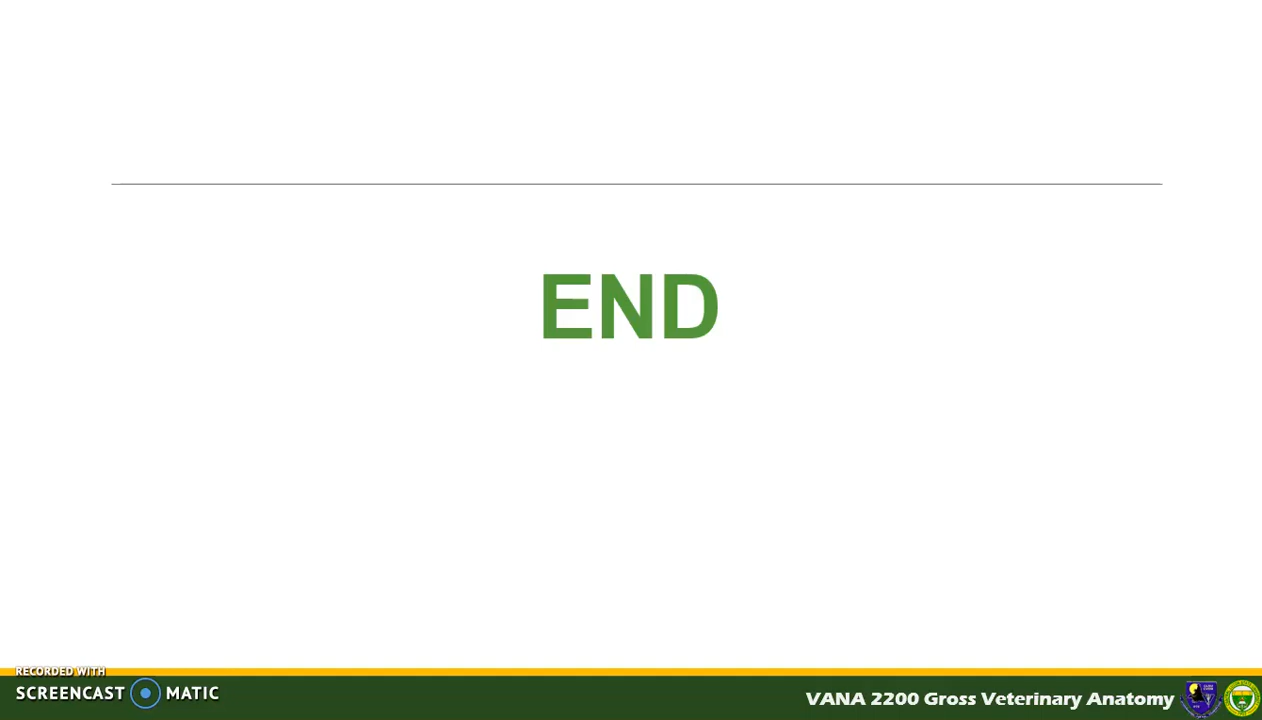 END
RECORDED WITH
SCREENCAST MATIC
VANA 2200 Gross Veterinary Anatomy